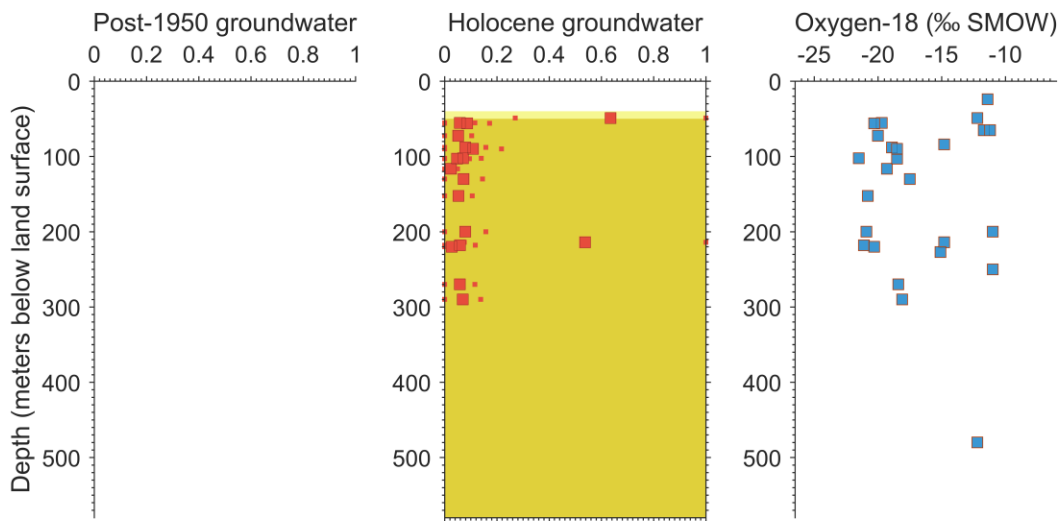 Post-1950 groundwater
Holocene groundwater
Oxygen-18 (‰ SMOW)
0 0.2 0.4 0.6 0.8 1
0 0.2 0.4 0.6 0.8 1
-25 -20 -15 -10
Depth (meters below land surface)
0
100
200
300
400
500
0
100
200
300
400
500
0
100
200
300
400
500